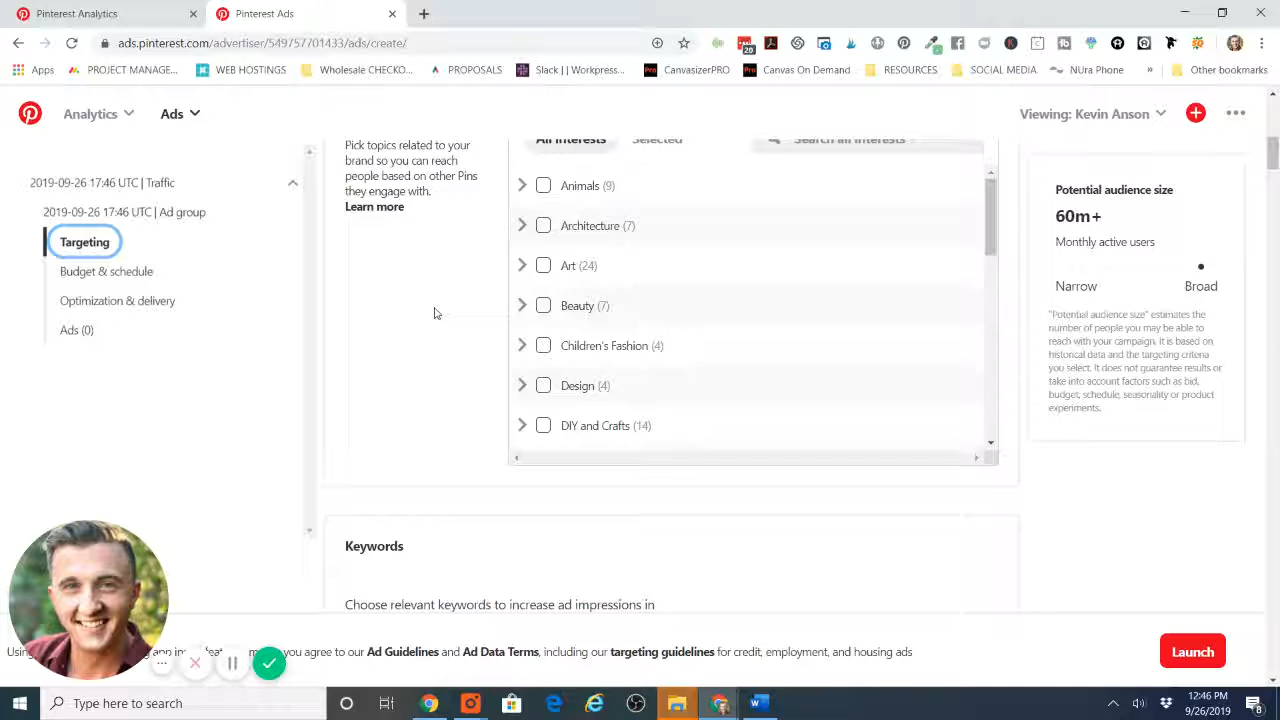 Pinterest Analytics
Pinterest Ads
ads.pinterest.com/advertiser/549757701433/ads/create/
20
WEB HOSTINGS
Wholesale CHECKO...
PROPOSALS
Slack | (Workpress...
CanvasizerPRO
Canvas On Demand
RESOURCES
SOCIAL MEDIA
NUra Phone
»
Other bookmarks
Analytics
Ads
Viewing: Kevin Anson
2019-09-26 17:46 UTC | Traffic
2019-09-26 17:46 UTC | Ad group
Targeting
Budget & schedule
Optimization & delivery
Ads (0)
Pick topics related to your
brand so you can reach
people based on other Pins
they engage with.
Learn more
All interests
Selected
Search all interests
Animals (9)
Architecture (7)
Art (24)
Beauty (7)
Children's Fashion (4)
Design (4)
DIY and Crafts (14)
Potential audience size
60m+
Monthly active users
Narrow
Broad
"Potential audience size" estimates the
number of people you may be able to
reach with your campaign. It is based on
historical data and the targeting criteria
you select. It does not guarantee results or
take into account factors such as bid,
budget, schedule, seasonality or product
experiments.
Keywords
Choose relevant keywords to increase ad impressions in
you agree to our Ad Guidelines and Ad Data Terms, including our targeting guidelines for credit, employment, and housing ads
Launch
Type here to search
12:46 PM
9/26/2019
8